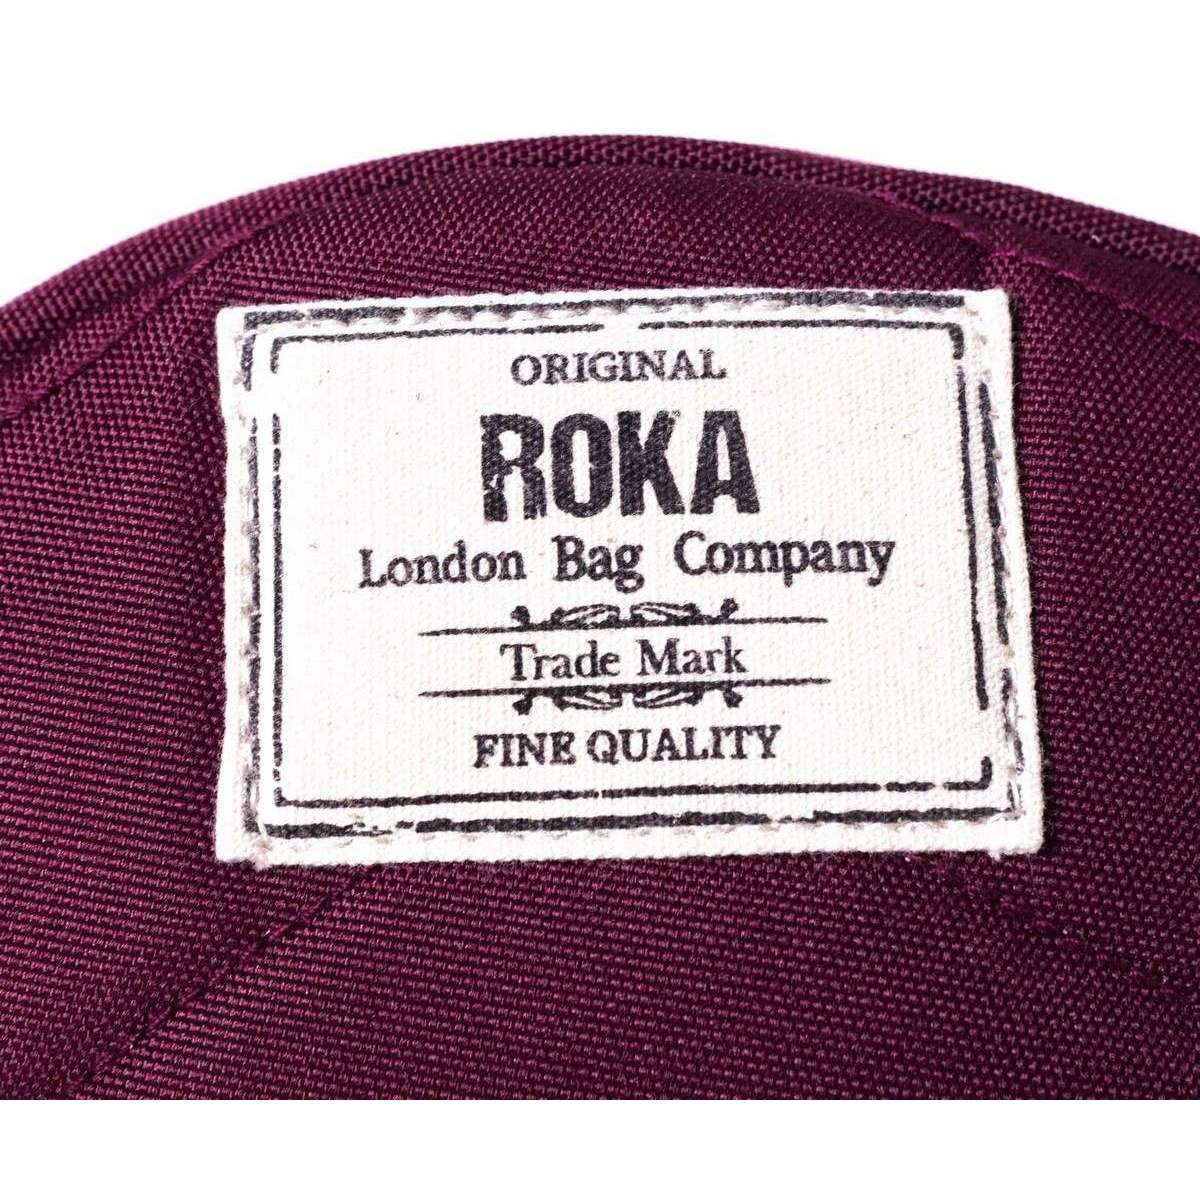 ORIGINAL
ROKA
London Bag Company
Trade Mark
FINE QUALITY